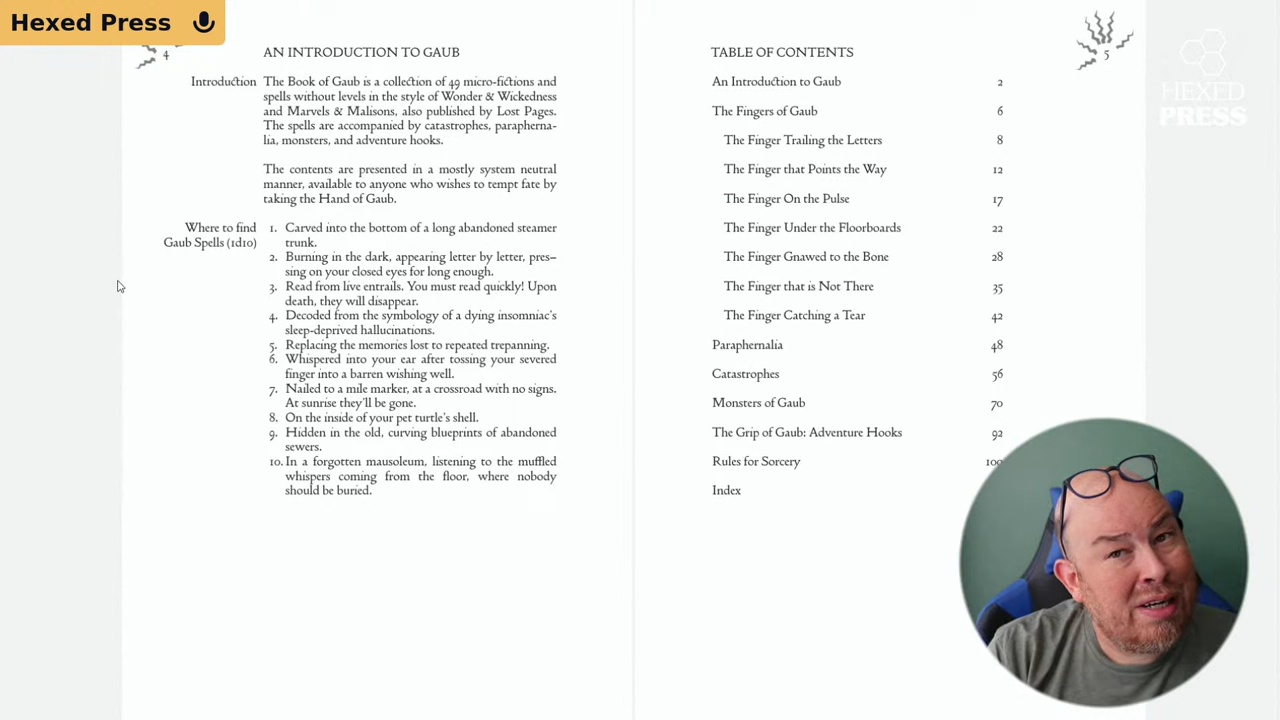 Hexed Press
4
AN INTRODUCTION TO GAUB
Introduction
The Book of Gaub is a collection of 49 micro-fictions and
spells without levels in the style of Wonder & Wickedness
and Marvels & Malisons, also published by Lost Pages.
The spells are accompanied by catastrophes, parapherna-
lia, monsters, and adventure hooks.
The contents are presented in a mostly system neutral
manner, available to anyone who wishes to tempt fate by
taking the Hand of Gaub.
Where to find
Gaub Spells (1d10)
1. Carved into the bottom of a long abandoned steamer
trunk.
2. Burning in the dark, appearing letter by letter, pres–
sing on your closed eyes for long enough.
3. Read from live entrails. You must read quickly! Upon
death, they will disappear.
4. Decoded from the symbology of a dying insomniac's
sleep-deprived hallucinations.
5. Replacing the memories lost to repeated trepanning.
6. Whispered into your ear after tossing your severed
finger into a barren wishing well.
7. Nailed to a mile marker, at a crossroad with no signs.
At sunrise they'll be gone.
8. On the inside of your pet turtle's shell.
9. Hidden in the old, curving blueprints of abandoned
sewers.
10. In a forgotten mausoleum, listening to the muffled
whispers coming from the floor, where nobody
should be buried.
TABLE OF CONTENTS
5
An Introduction to Gaub 2
The Fingers of Gaub 6
The Finger Trailing the Letters 8
The Finger that Points the Way 12
The Finger On the Pulse 17
The Finger Under the Floorboards 22
The Finger Gnawed to the Bone 28
The Finger that is Not There 35
The Finger Catching a Tear 42
Paraphernalia 48
Catastrophes 56
Monsters of Gaub 70
The Grip of Gaub: Adventure Hooks 92
Rules for Sorcery
Index
HEXED
PRESS